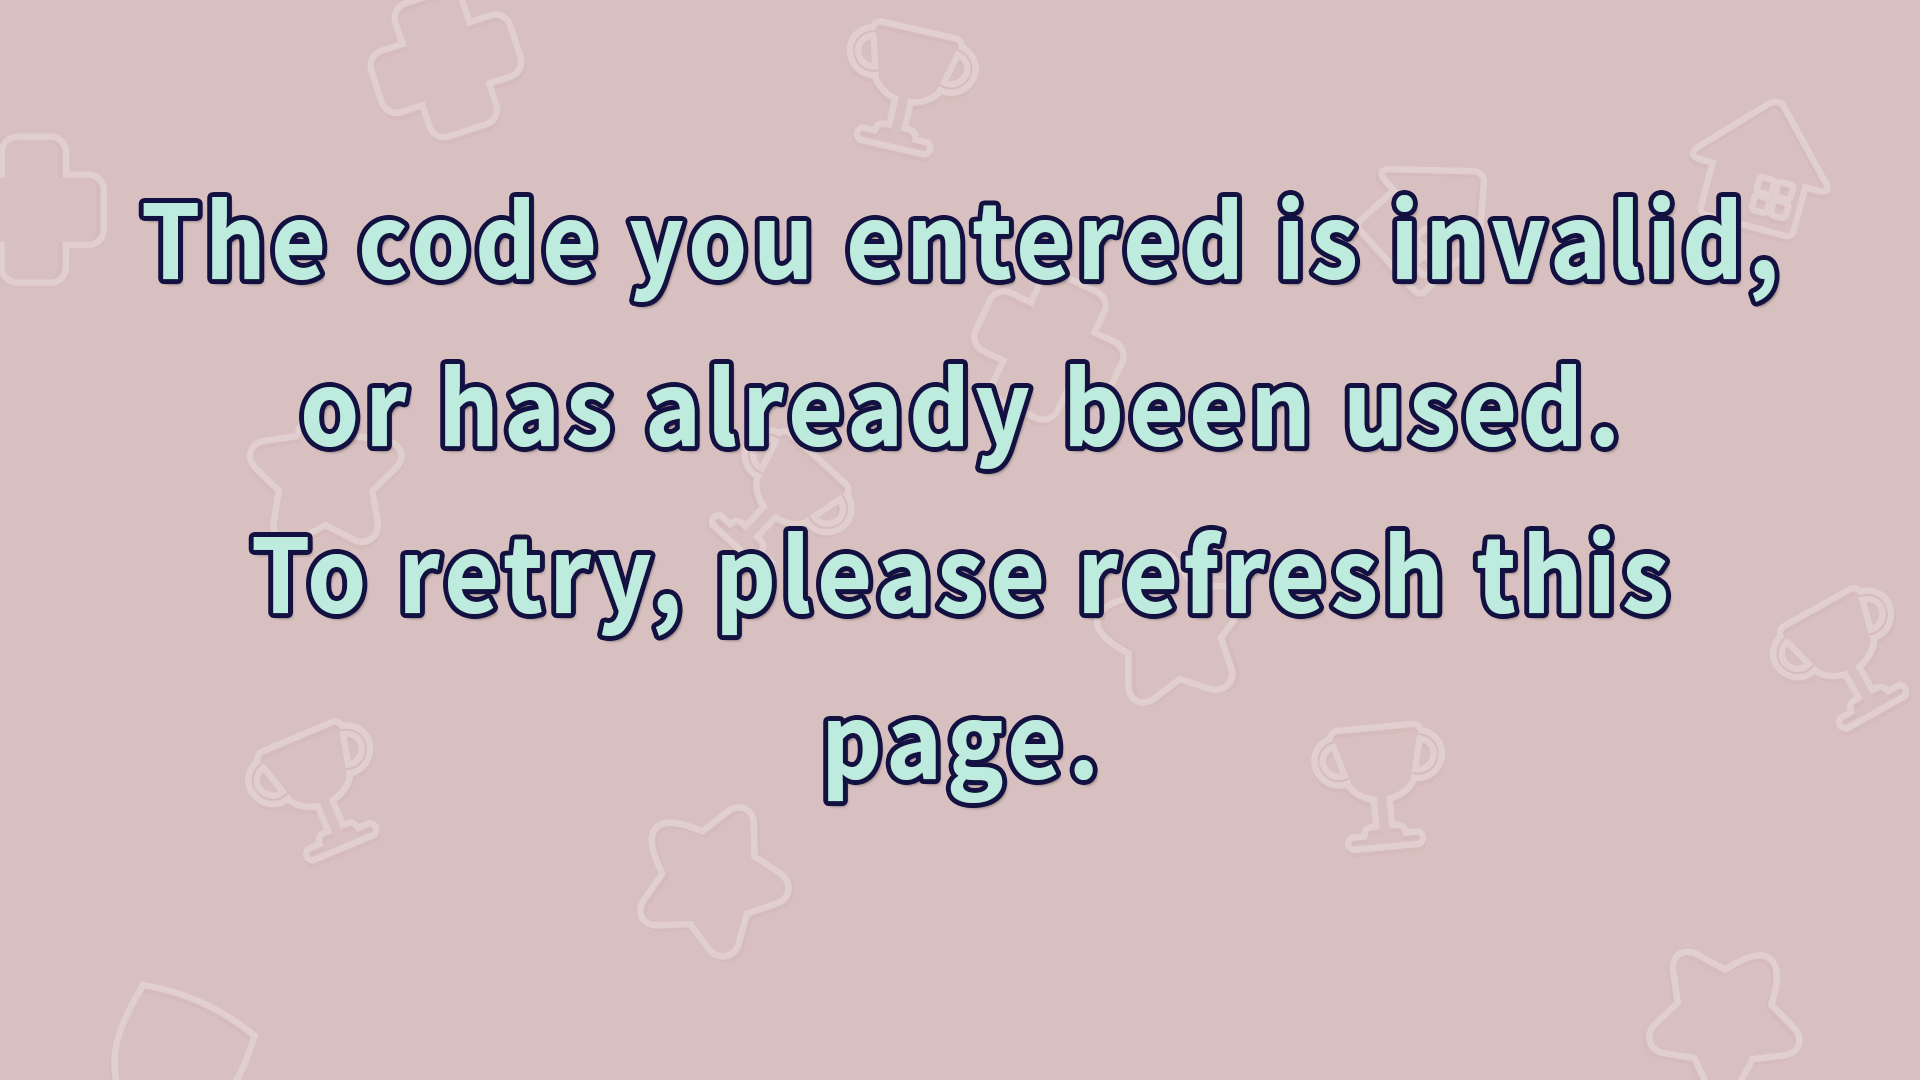 The code you entered is invalid,
or has already been used.
To retry, please refresh this
page.